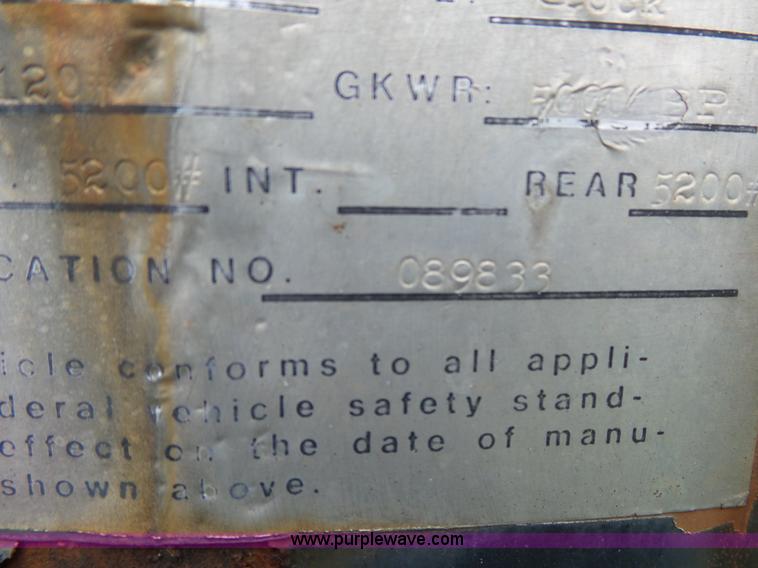 120# GKWR:
5200# INT. REAR 5200#
CATION NO. 089833
icle conforms to all appli-
deral vehicle safety stand-
effect on the date of manu-
shown above.
www.purplewave.com